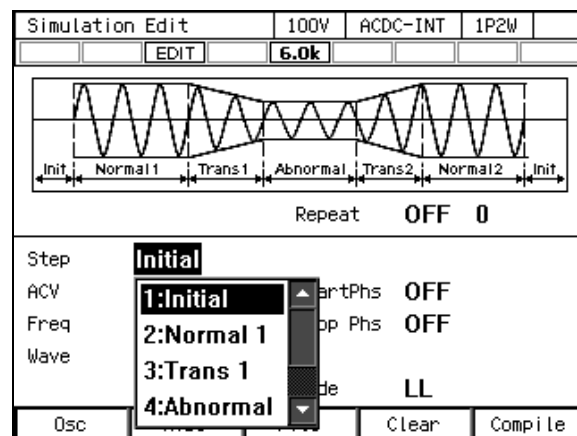 Simulation Edit 100V ACDC-INT 1P2W
EDIT 6.0k
Init Normal1 Trans1 Abnormal Trans2 Normal2 Init
Repeat OFF 0
Step Initial
ACV artPhs OFF
1:Initial
Freq op Phs OFF
2:Normal 1
Wave
3:Trans 1
de LL
4:Abnormal
Osc Clear Compile